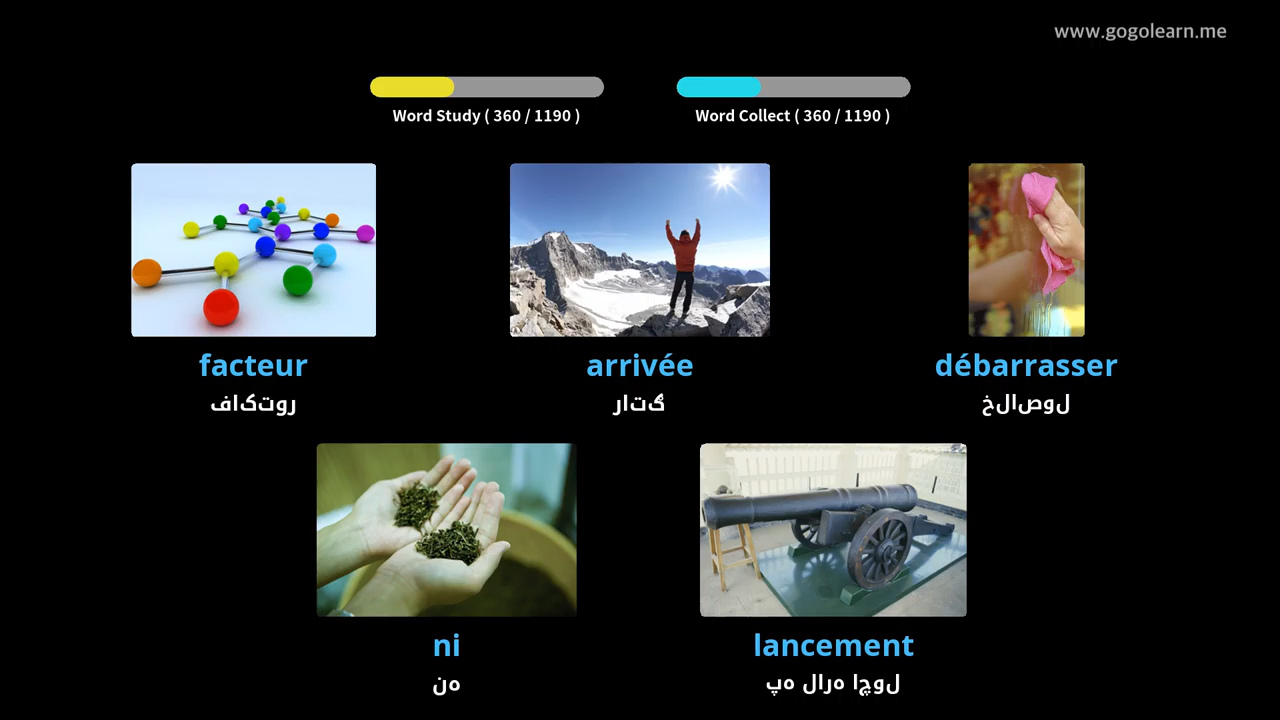 www.gogolearn.me
Word Study ( 360 / 1190 )
Word Collect ( 360 / 1190 )
facteur
روتکاف
arrivée
گتار
débarrasser
لوصالخ
ni
هن
lancement
لوچا هرال هپ